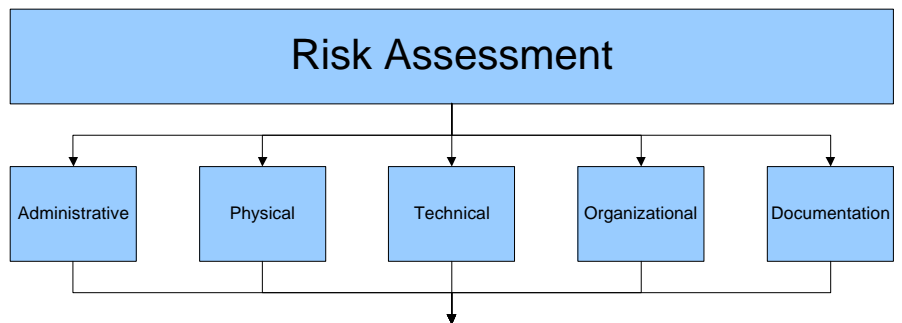 Risk Assessment
Administrative
Physical
Technical
Organizational
Documentation